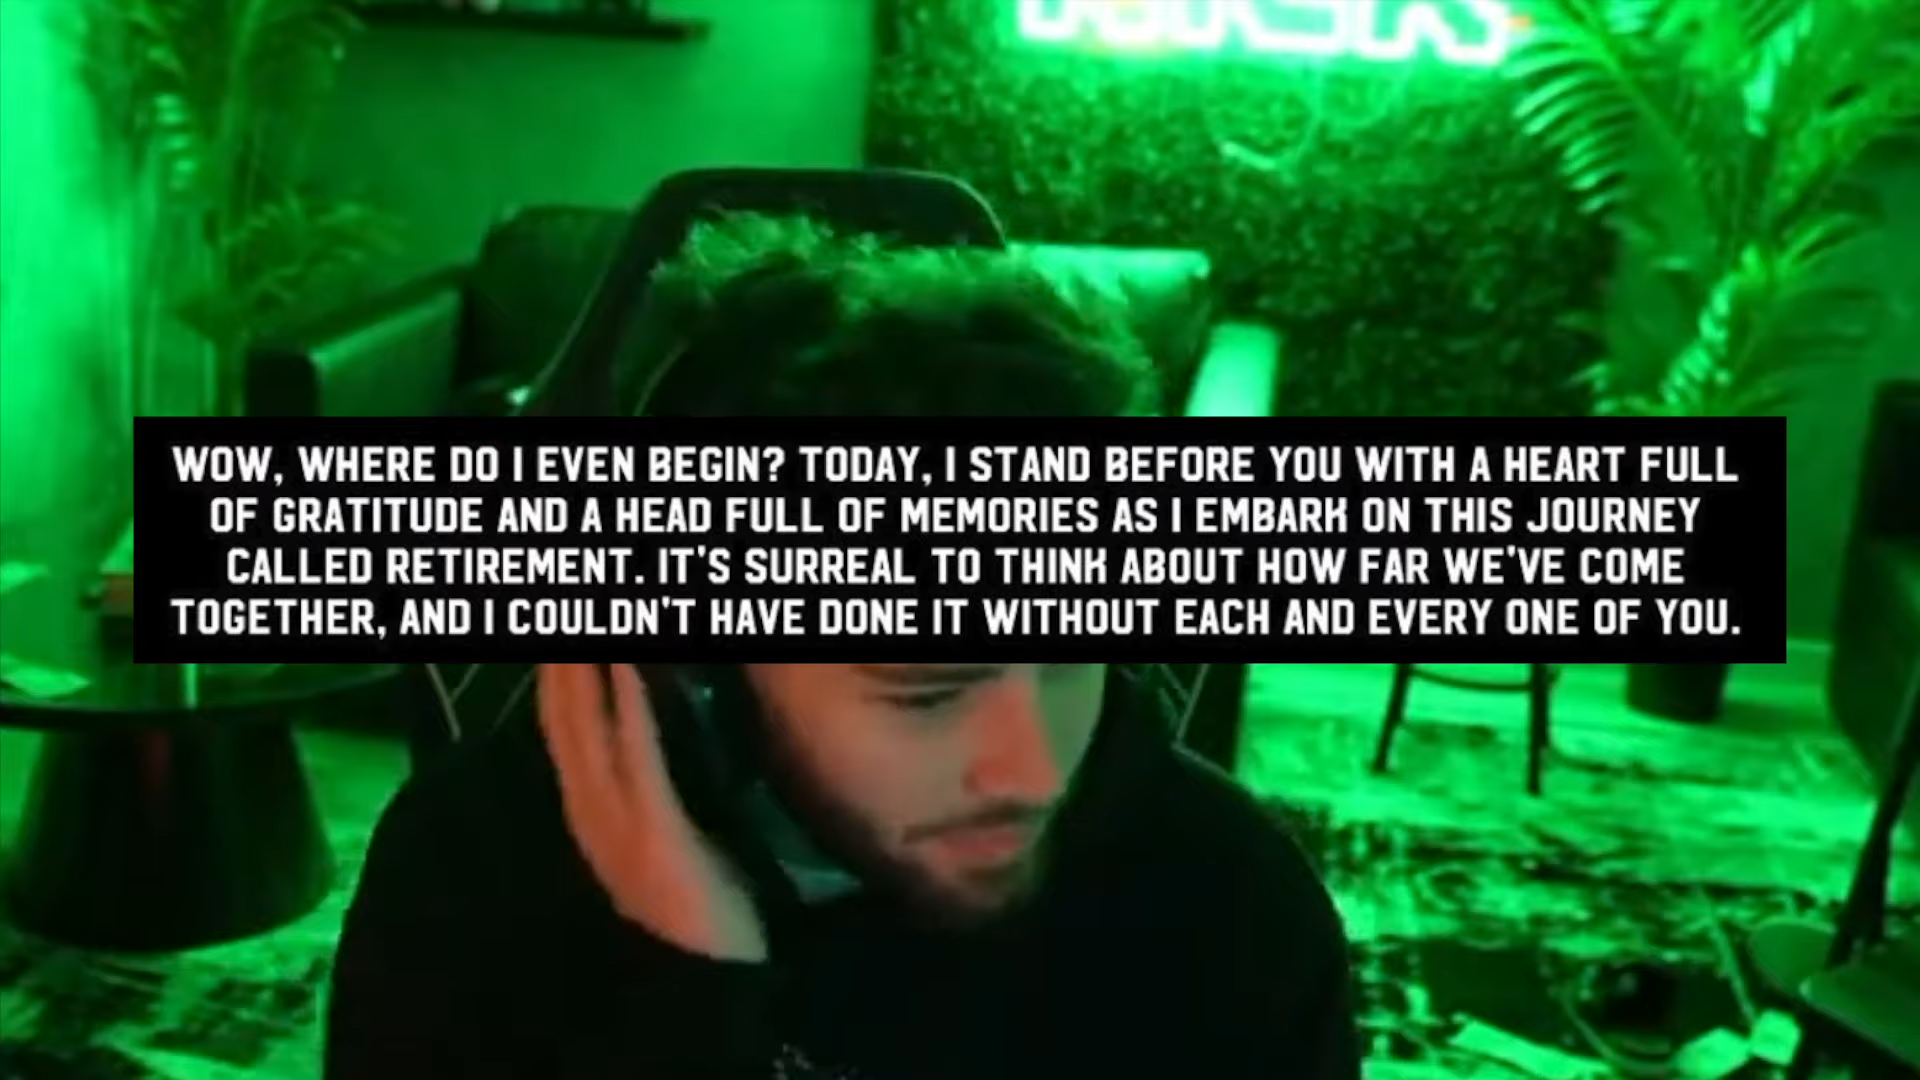 WOW, WHERE DO I EVEN BEGIN? TODAY, I STAND BEFORE YOU WITH A HEART FULL
OF GRATITUDE AND A HEAD FULL OF MEMORIES AS I EMBARK ON THIS JOURNEY
CALLED RETIREMENT. IT'S SURREAL TO THINK ABOUT HOW FAR WE'VE COME
TOGETHER, AND I COULDN'T HAVE DONE IT WITHOUT EACH AND EVERY ONE OF YOU.